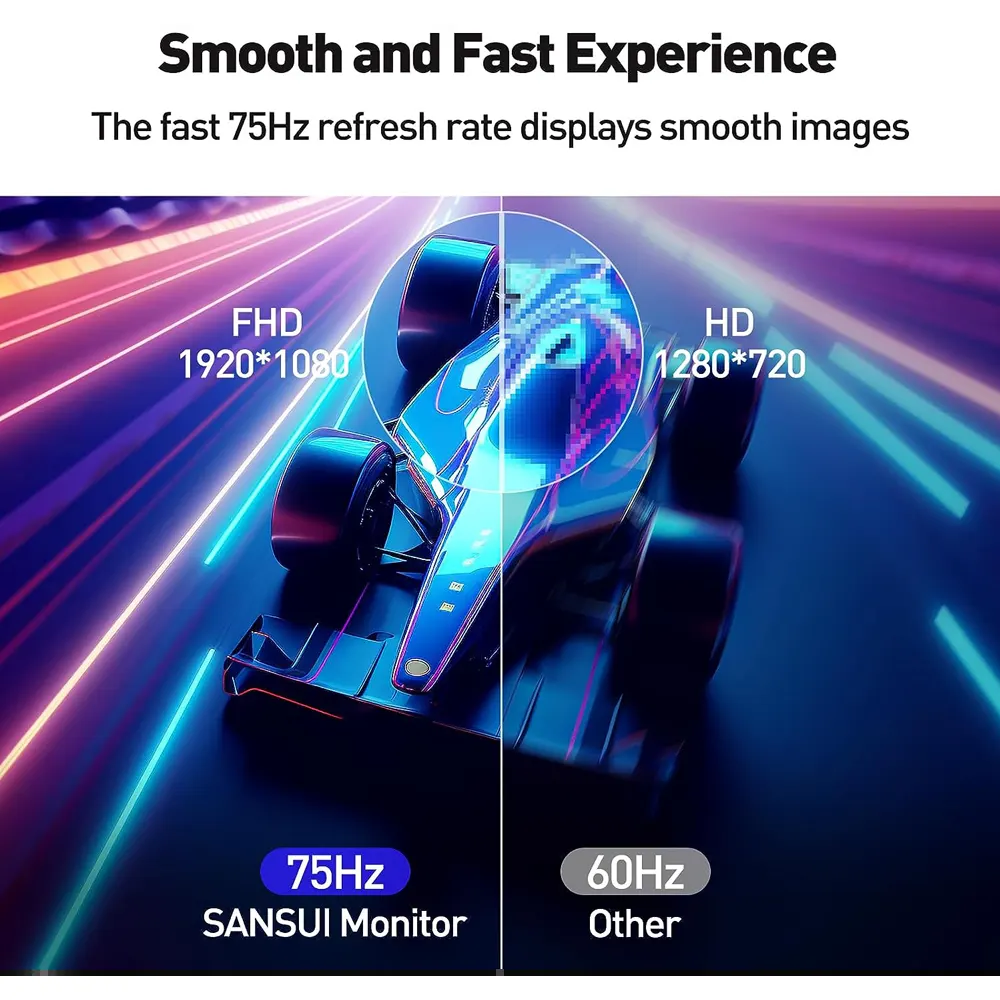 Smooth and Fast Experience
The fast 75Hz refresh rate displays smooth images
FHD
1920*1080
HD
1280*720
75Hz
SANSUI Monitor
60Hz
Other